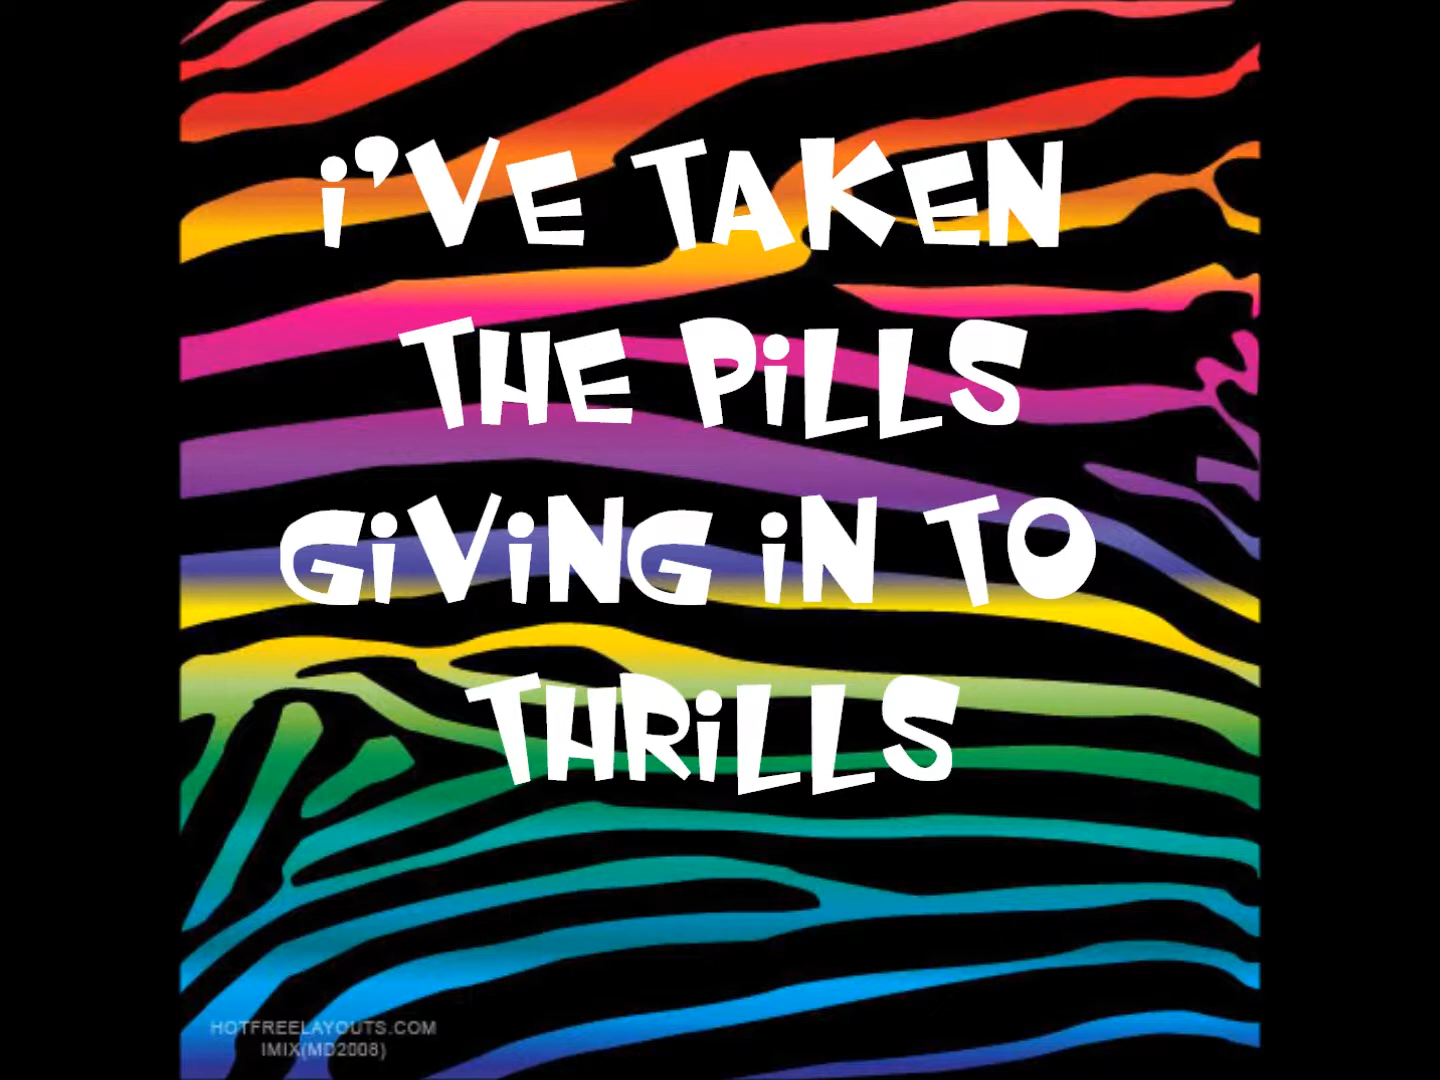 i'VE TAKEN
THE PiLLS
GiViNG iN TO
THRiLLS
HOTFREELAYOUTS.COM
IMIX(MD2008)